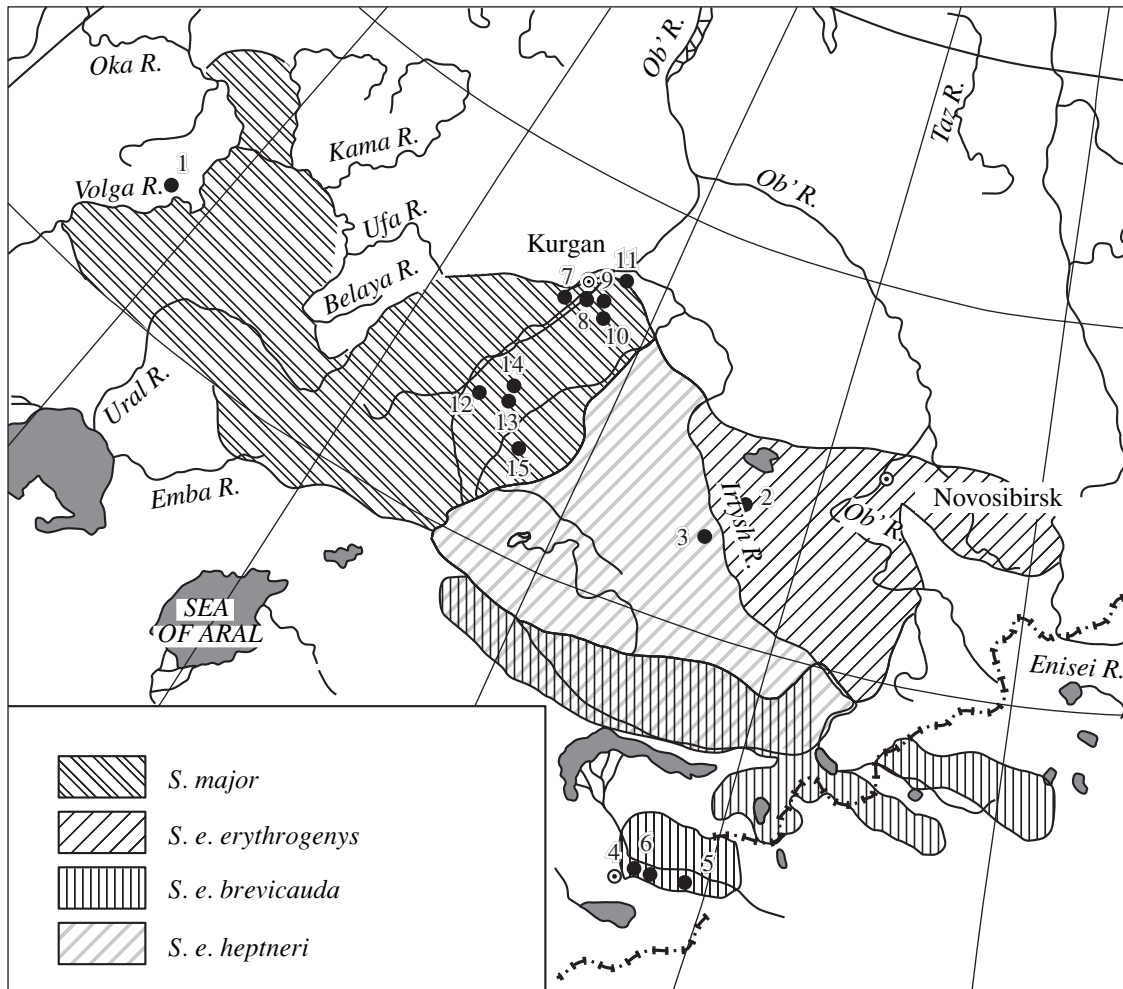 Oka R.
Ob' R.
Taz R.
Kama R.
1
Volga R.
Ob' R.
Ufa R.
Kurgan
11
7
9
Belaya R.
8
10
14
Ural R.
12
13
15
Emba R.
Irtysh R.
2
Novosibirsk
Ob' R.
3
SEA
OF ARAL
Enisei R.
4
6
5
S. major
S. e. erythrogenys
S. e. brevicauda
S. e. heptneri